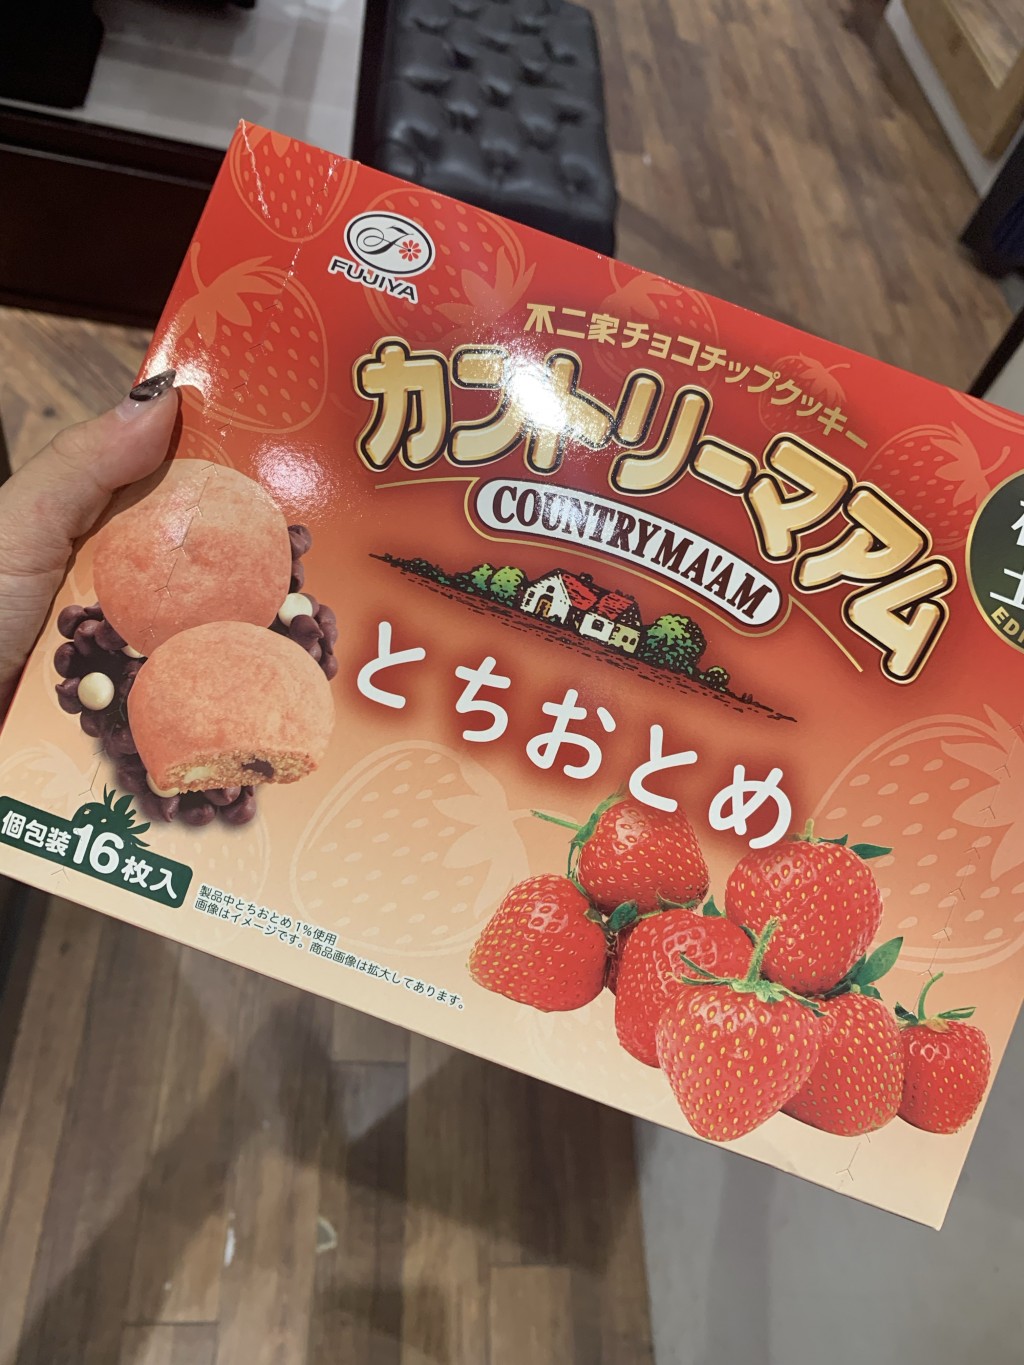 FUJIYA
不二家チョコチップクッキー
カントリーマアム
COUNTRY MA'AM
とちおとめ
個包装16枚入
製品中とちおとめ1%使用
画像はイメージです。商品画像は拡大してあります。